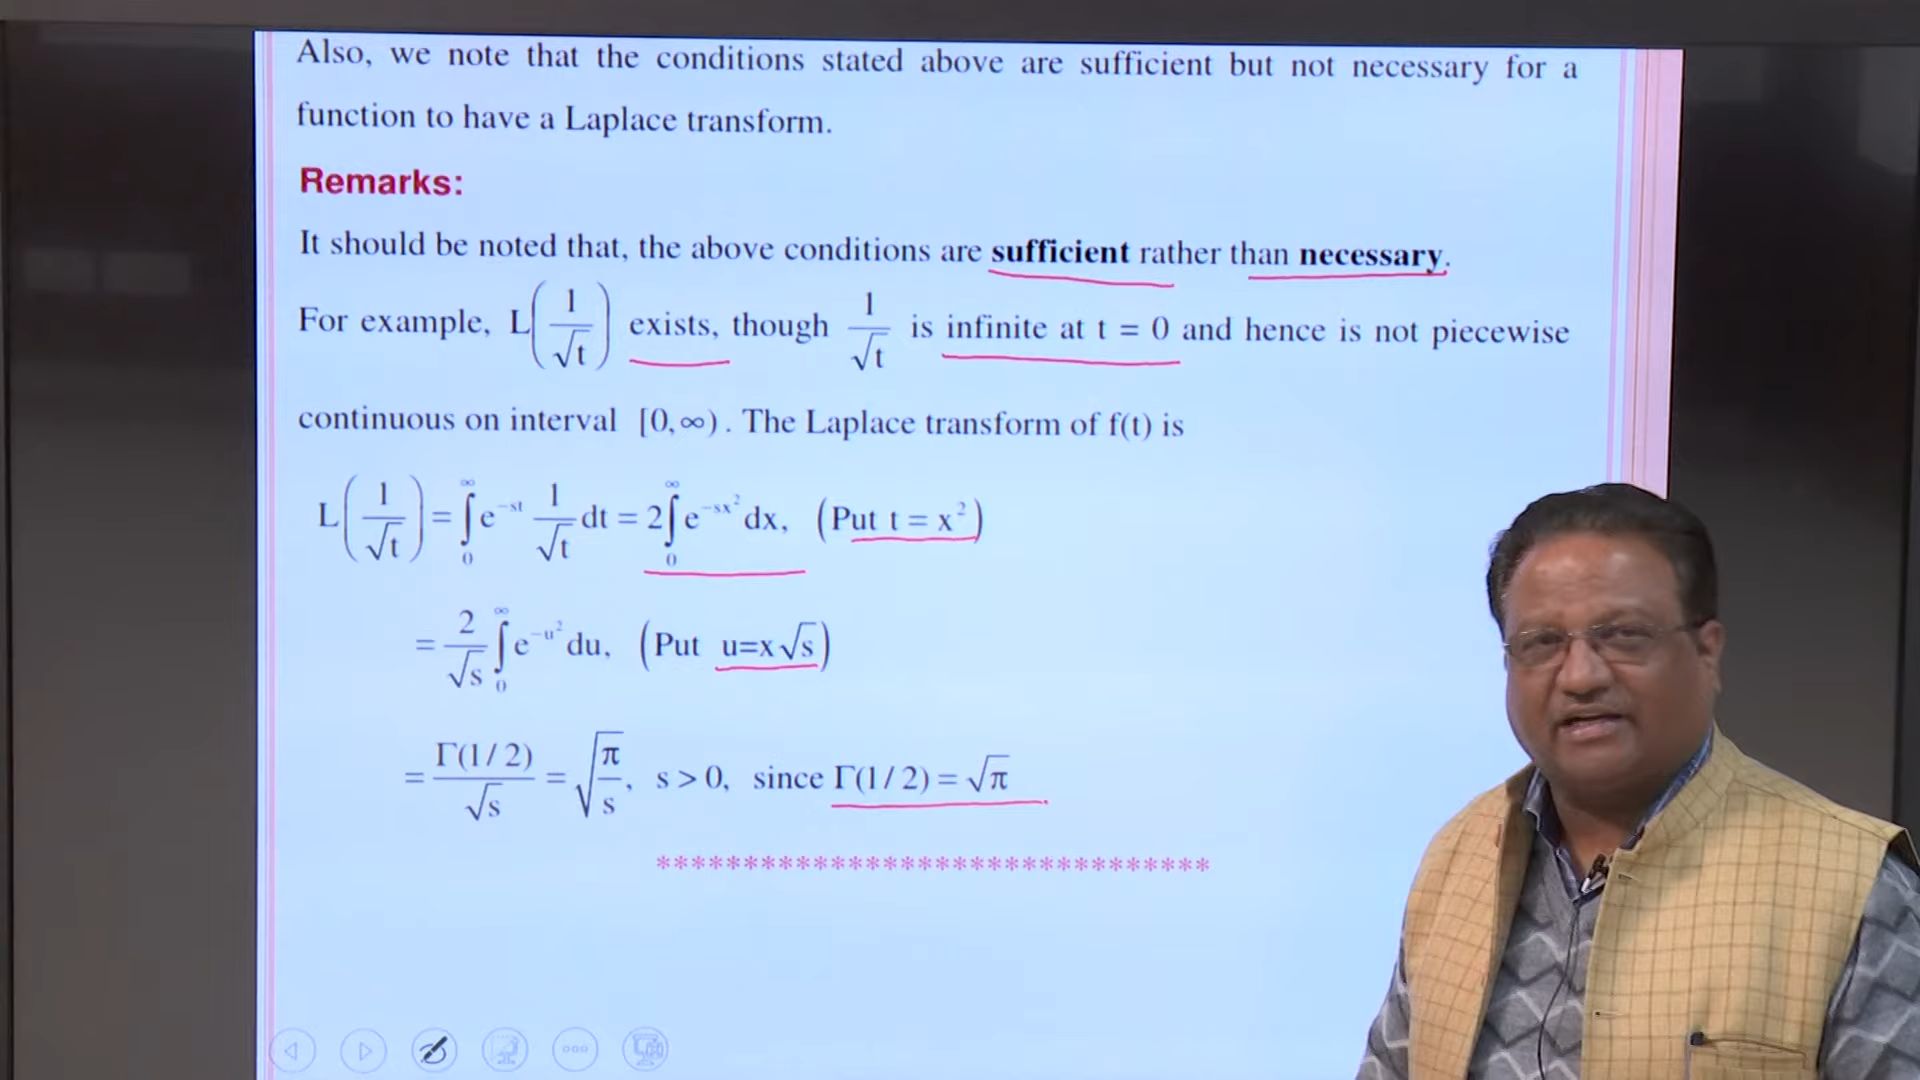 Also, we note that the conditions stated above are sufficient but not necessary for a
function to have a Laplace transform.
Remarks:
It should be noted that, the above conditions are sufficient rather than necessary.
For example, L(1/√t) exists, though 1/√t is infinite at t = 0 and hence is not piecewise
continuous on interval [0,∞). The Laplace transform of f(t) is
L(1/√t) = ∫₀^∞ e^{-st} 1/√t dt = 2∫₀^∞ e^{-sx²} dx, (Put t = x²)
= 2/√s ∫₀^∞ e^{-u²} du, (Put u=x√s)
= Γ(1/2)/√s = √(π/s), s > 0, since Γ(1/2) = √π
********************************